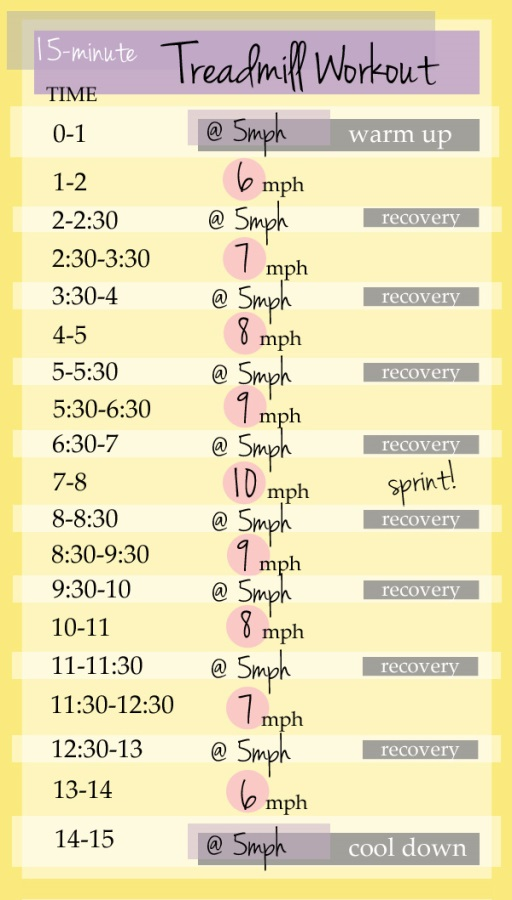 15-minute Treadmill Workout
TIME
0-1 @ 5mph warm up
1-2 6 mph
2-2:30 @ 5mph recovery
2:30-3:30 7 mph
3:30-4 @ 5mph recovery
4-5 8 mph
5-5:30 @ 5mph recovery
5:30-6:30 9 mph
6:30-7 @ 5mph recovery
7-8 10 mph sprint!
8-8:30 @ 5mph recovery
8:30-9:30 9 mph
9:30-10 @ 5mph recovery
10-11 8 mph
11-11:30 @ 5mph recovery
11:30-12:30 7 mph
12:30-13 @ 5mph recovery
13-14 6 mph
14-15 @ 5mph cool down